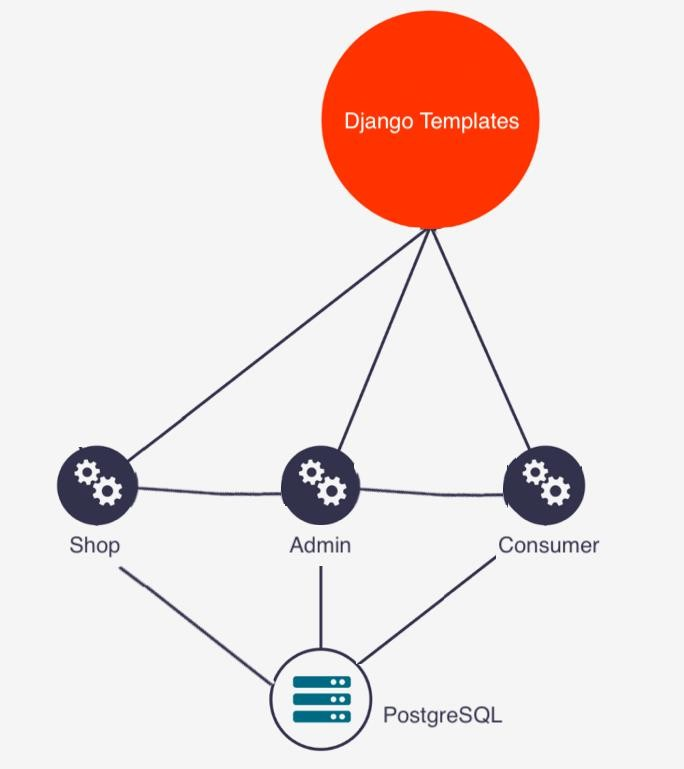 Django Templates
Shop
Admin
Consumer
PostgreSQL